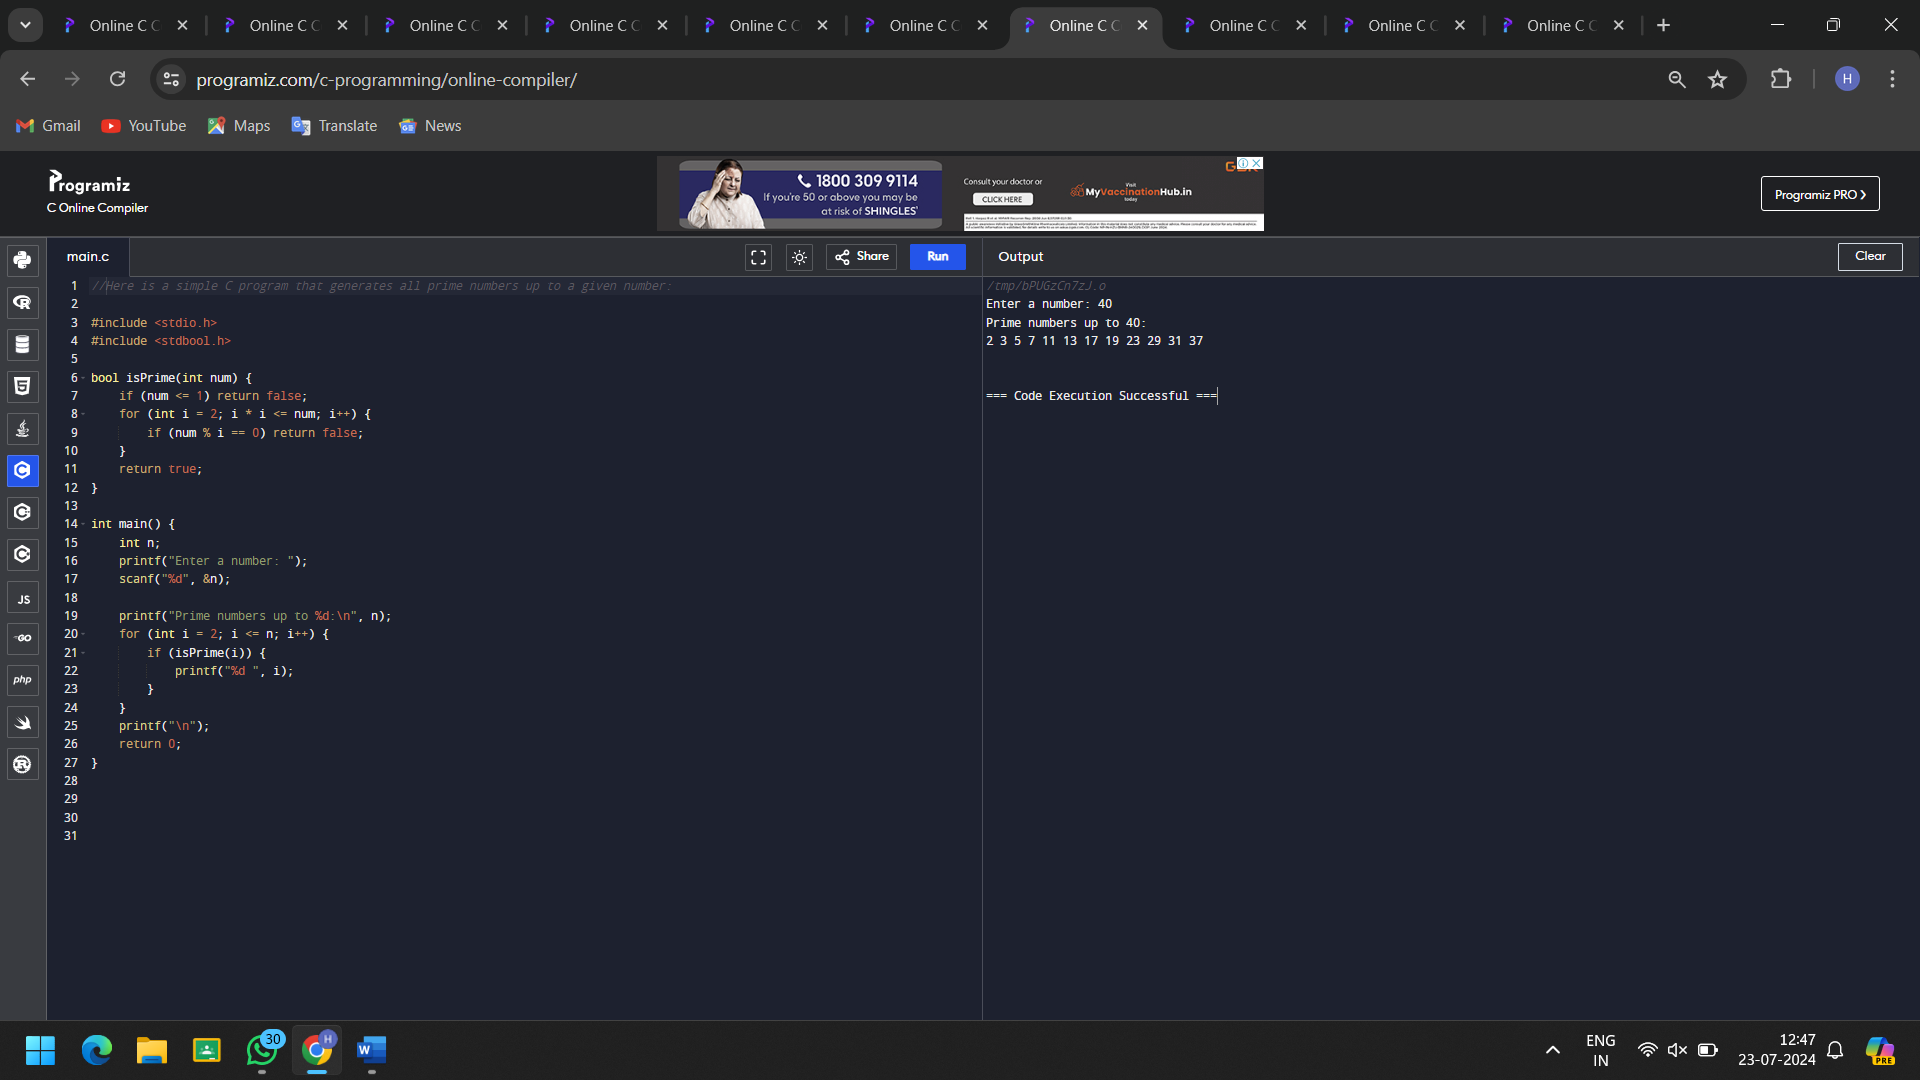 Online C C
Online C C
Online C C
Online C C
Online C C
Online C C
Online C C
Online C C
Online C C
Online C C
programiz.com/c-programming/online-compiler/
H
Gmail
YouTube
Maps
Translate
News
Programiz
C Online Compiler
1800 309 9114
If you're 50 or above you may be
at risk of SHINGLES'
Consult your doctor or
CLICK HERE
Visit
MyVaccinationHub.in
today
Programiz PRO
main.c
Share
Run
Output
Clear
1 //Here is a simple C program that generates all prime numbers up to a given number:
2
3 #include <stdio.h>
4 #include <stdbool.h>
5
6 bool isPrime(int num) {
7     if (num <= 1) return false;
8     for (int i = 2; i * i <= num; i++) {
9         if (num % i == 0) return false;
10     }
11     return true;
12 }
13
14 int main() {
15     int n;
16     printf("Enter a number: ");
17     scanf("%d", &n);
18
19     printf("Prime numbers up to %d:\n", n);
20     for (int i = 2; i <= n; i++) {
21         if (isPrime(i)) {
22             printf("%d ", i);
23         }
24     }
25     printf("\n");
26     return 0;
27 }
28
29
30
31
/tmp/bPUGzCn7zJ.o
Enter a number: 40
Prime numbers up to 40:
2 3 5 7 11 13 17 19 23 29 31 37
=== Code Execution Successful ===
JS
GO
php
30
H
W
ENG
IN
12:47
23-07-2024
PRE